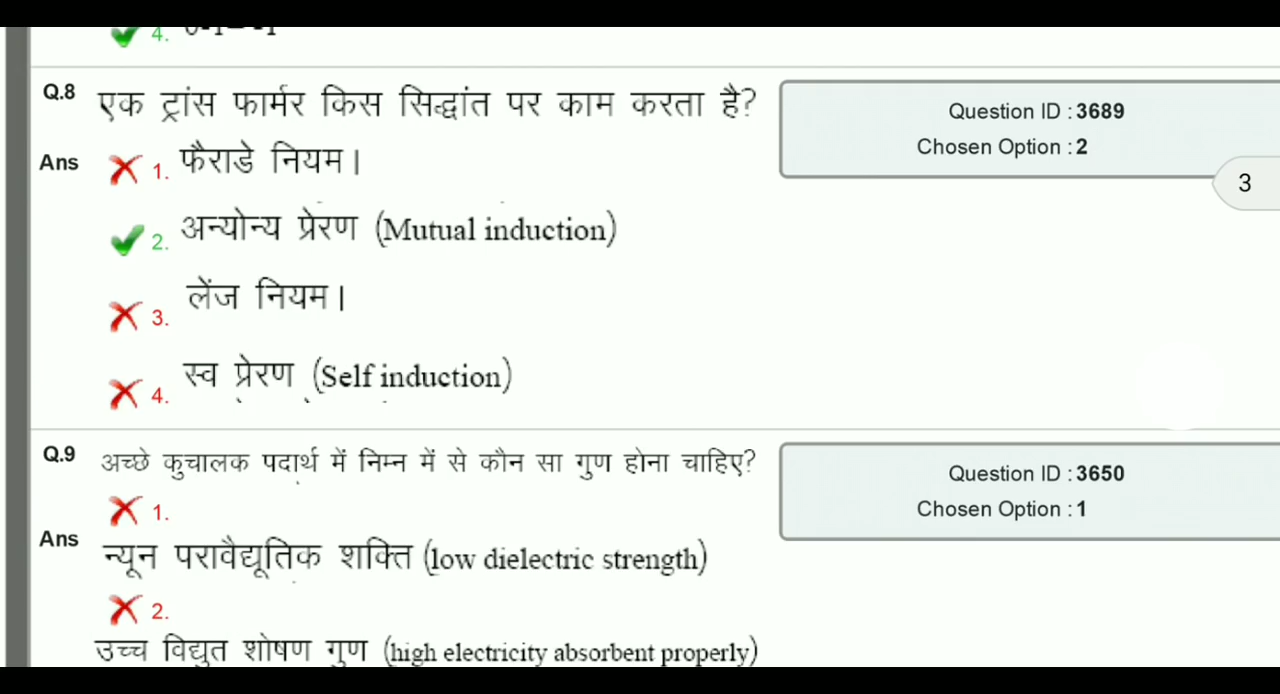 4.
Q.8 एक ट्रांस फार्मर किस सिद्धांत पर काम करता है?
Question ID : 3689
Chosen Option : 2
3
Ans 1. फैराडे नियम।
2. अन्योन्य प्रेरण (Mutual induction)
3. लेंज नियम।
4. स्व प्रेरण (Self induction)
Q.9 अच्छे कुचालक पदार्थ में निम्न में से कौन सा गुण होना चाहिए?
Question ID : 3650
Chosen Option : 1
Ans 1.
न्यून परावैद्यूतिक शक्ति (low dielectric strength)
2.
उच्च विद्युत शोषण गुण (high electricity absorbent properly)